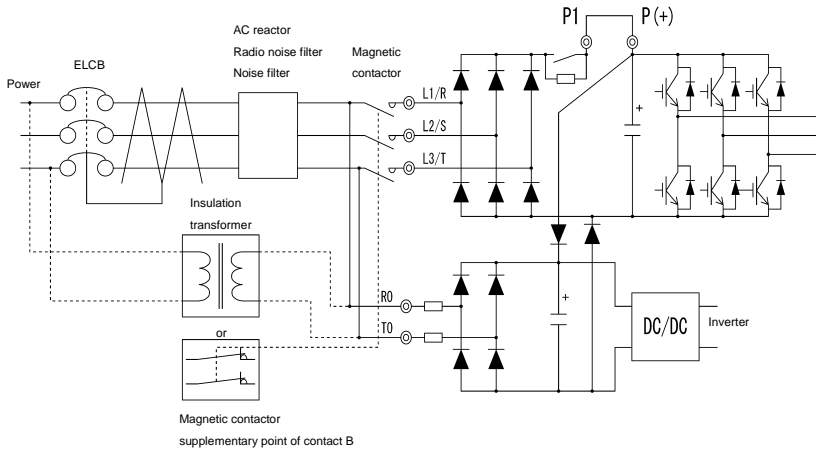 P1
P(+)
AC reactor
Radio noise filter
Noise filter
ELCB
Magnetic
contactor
Power
L1/R
L2/S
L3/T
+
Insulation
transformer
R0
T0
+
DC/DC
Inverter
or
Magnetic contactor
supplementary point of contact B